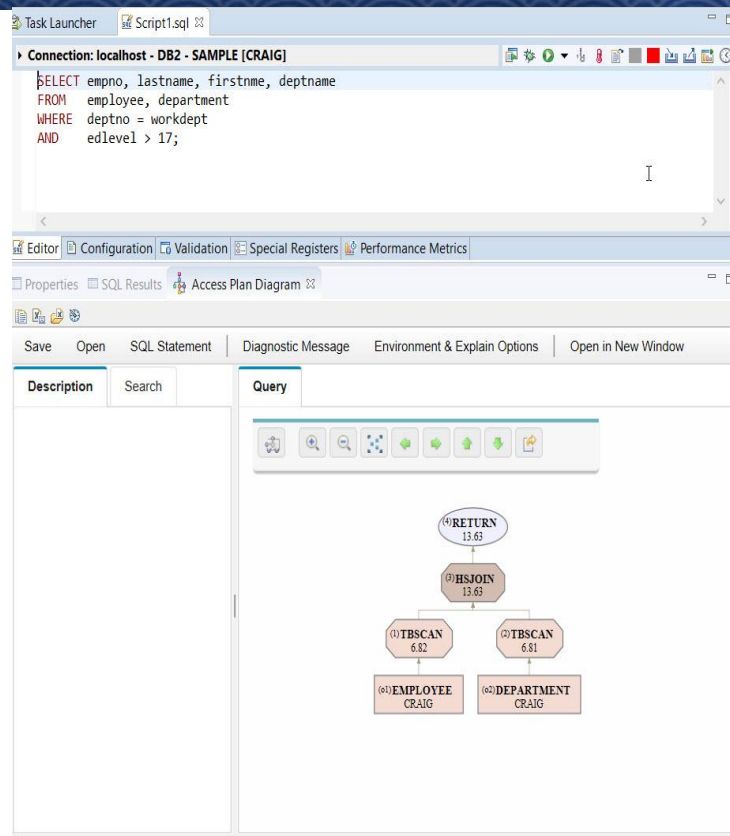 Task Launcher Script1.sql
Connection: localhost - DB2 - SAMPLE [CRAIG]
SELECT empno, lastname, firstnme, deptname
FROM employee, department
WHERE deptno = workdept
AND edlevel > 17;
Editor Configuration Validation Special Registers Performance Metrics
Properties SQL Results Access Plan Diagram
Save Open SQL Statement Diagnostic Message Environment & Explain Options Open in New Window
Description Search Query
(4)RETURN
13.63
(3)HSJOIN
13.63
(1)TBSCAN
6.82
(2)TBSCAN
6.81
(o1)EMPLOYEE
CRAIG
(o2)DEPARTMENT
CRAIG